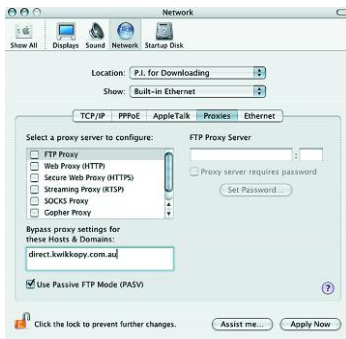 Network
Show All Displays Sound Network Startup Disk
Location: P.I. for Downloading
Show: Built-in Ethernet
TCP/IP PPPoE AppleTalk Proxies Ethernet
Select a proxy server to configure: FTP Proxy Server
FTP Proxy
Web Proxy (HTTP)
Secure Web Proxy (HTTPS)
Streaming Proxy (RTSP)
SOCKS Proxy
Gopher Proxy
:
Proxy server requires password
Set Password...
Bypass proxy settings for
these Hosts & Domains:
direct.kwikkopy.com.au
Use Passive FTP Mode (PASV)
?
Click the lock to prevent further changes. Assist me... Apply Now